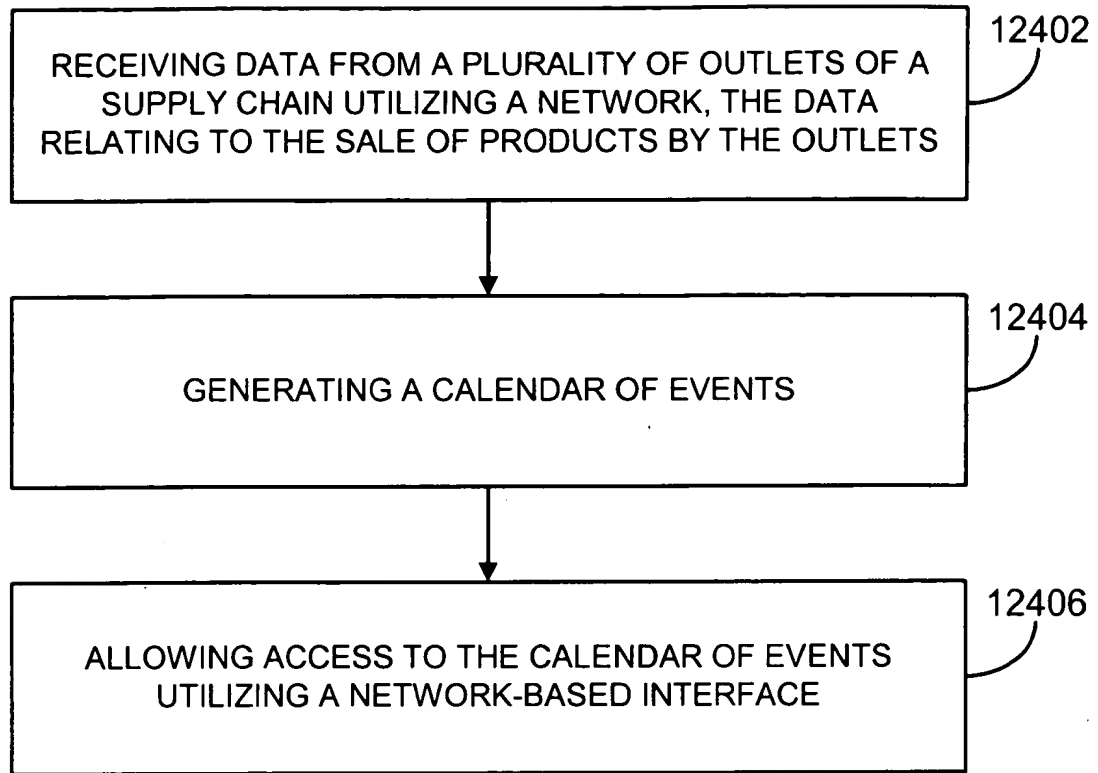 12402
RECEIVING DATA FROM A PLURALITY OF OUTLETS OF A
SUPPLY CHAIN UTILIZING A NETWORK, THE DATA
RELATING TO THE SALE OF PRODUCTS BY THE OUTLETS
12404
GENERATING A CALENDAR OF EVENTS
12406
ALLOWING ACCESS TO THE CALENDAR OF EVENTS
UTILIZING A NETWORK-BASED INTERFACE